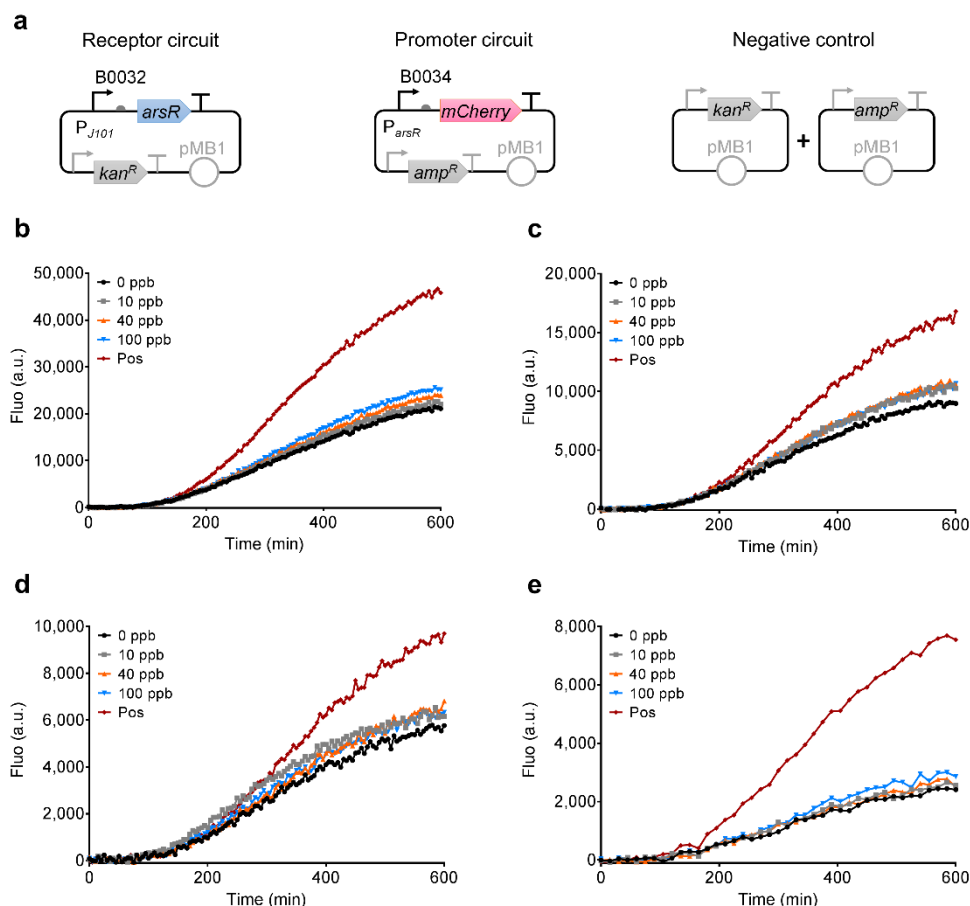 a
Receptor circuit
Promoter circuit
Negative control
B0032
arsR
P_J101
kan^R
pMB1
B0034
mCherry
P_arsR
amp^R
pMB1
kan^R
pMB1
+
amp^R
pMB1
b
50,000
40,000
30,000
20,000
10,000
0
Fluo (a.u.)
0 ppb
10 ppb
40 ppb
100 ppb
Pos
0
200
400
600
Time (min)
c
20,000
15,000
10,000
5,000
0
Fluo (a.u.)
0 ppb
10 ppb
40 ppb
100 ppb
Pos
0
200
400
600
Time (min)
d
10,000
8,000
6,000
4,000
2,000
0
Fluo (a.u.)
0 ppb
10 ppb
40 ppb
100 ppb
Pos
0
200
400
600
Time (min)
e
8,000
6,000
4,000
2,000
0
Fluo (a.u.)
0 ppb
10 ppb
40 ppb
100 ppb
Pos
0
200
400
600
Time (min)